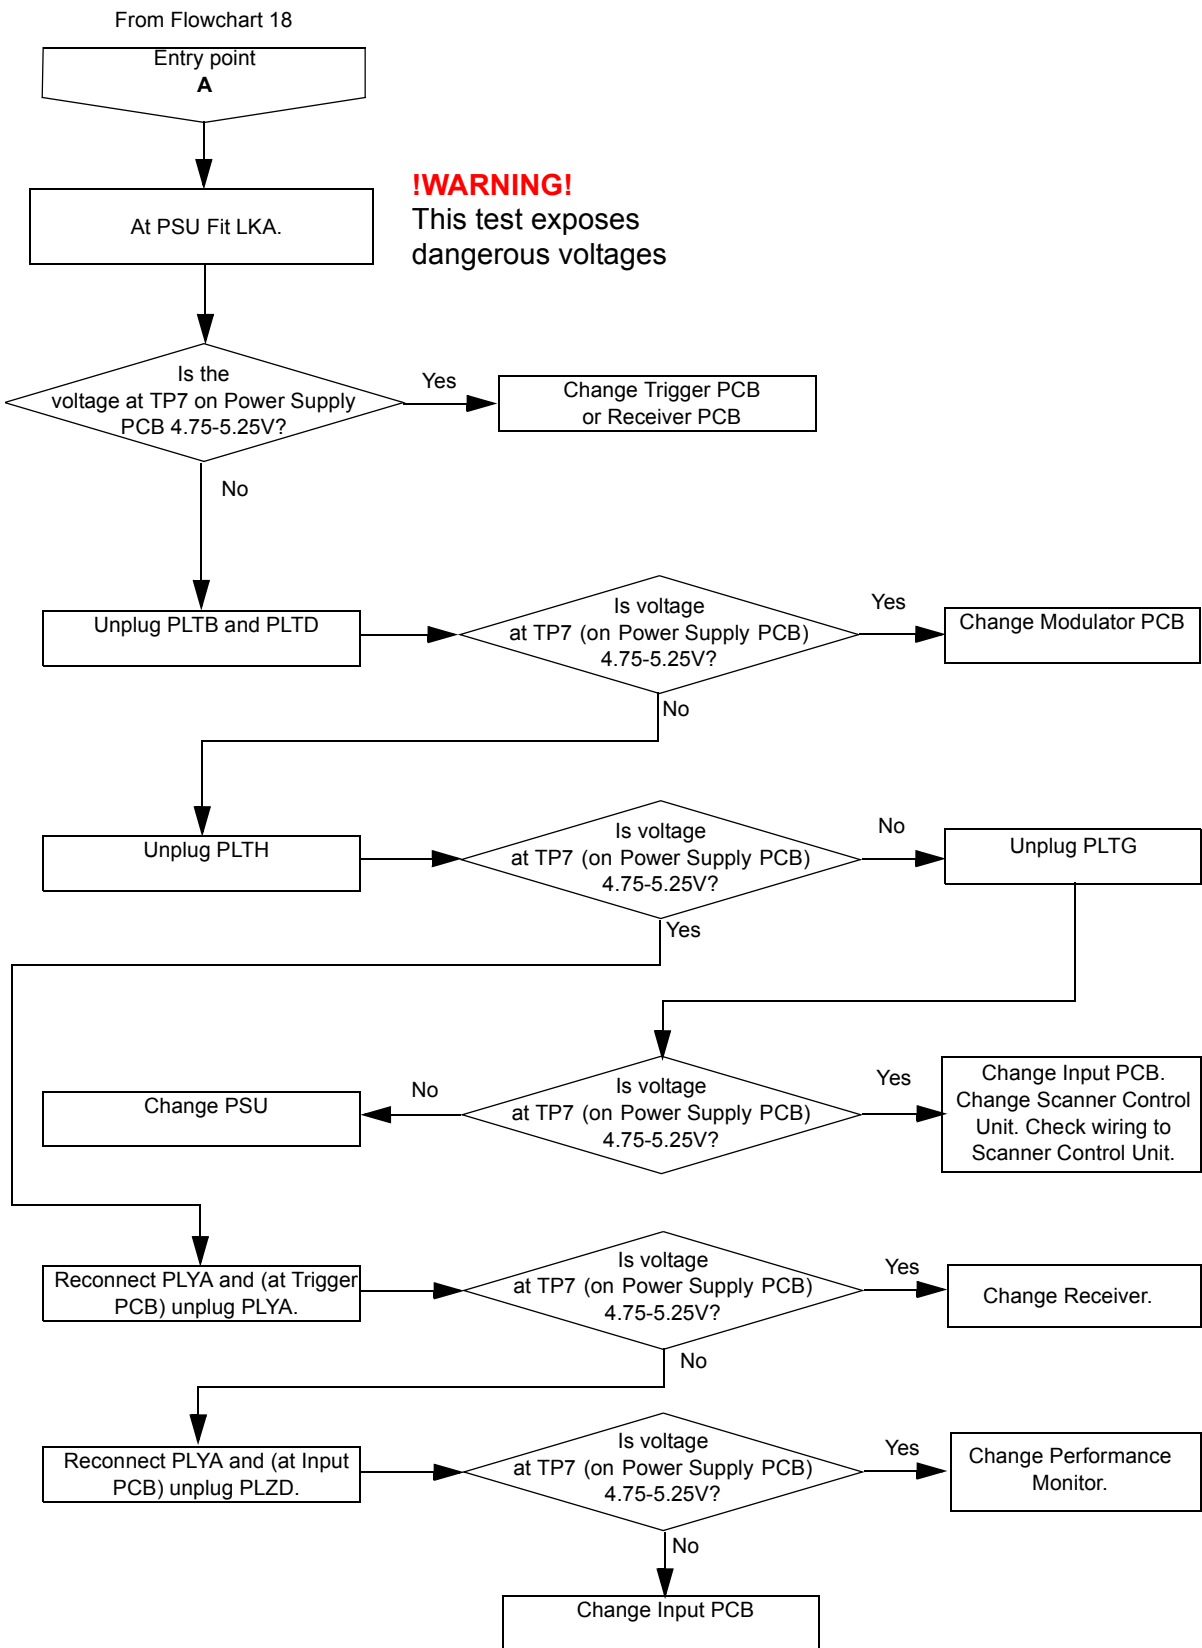 From Flowchart 18
Entry point
A
!WARNING!
This test exposes
dangerous voltages
At PSU Fit LKA.
Is the
voltage at TP7 on Power Supply
PCB 4.75-5.25V?
Yes
Change Trigger PCB
or Receiver PCB
No
Unplug PLTB and PLTD
Is voltage
at TP7 (on Power Supply PCB)
4.75-5.25V?
Yes
Change Modulator PCB
No
Unplug PLTH
Is voltage
at TP7 (on Power Supply PCB)
4.75-5.25V?
No
Unplug PLTG
Yes
Change PSU
No
Is voltage
at TP7 (on Power Supply PCB)
4.75-5.25V?
Yes
Change Input PCB.
Change Scanner Control
Unit. Check wiring to
Scanner Control Unit.
Reconnect PLYA and (at Trigger
PCB) unplug PLYA.
Is voltage
at TP7 (on Power Supply PCB)
4.75-5.25V?
Yes
Change Receiver.
No
Reconnect PLYA and (at Input
PCB) unplug PLZD.
Is voltage
at TP7 (on Power Supply PCB)
4.75-5.25V?
Yes
Change Performance
Monitor.
No
Change Input PCB